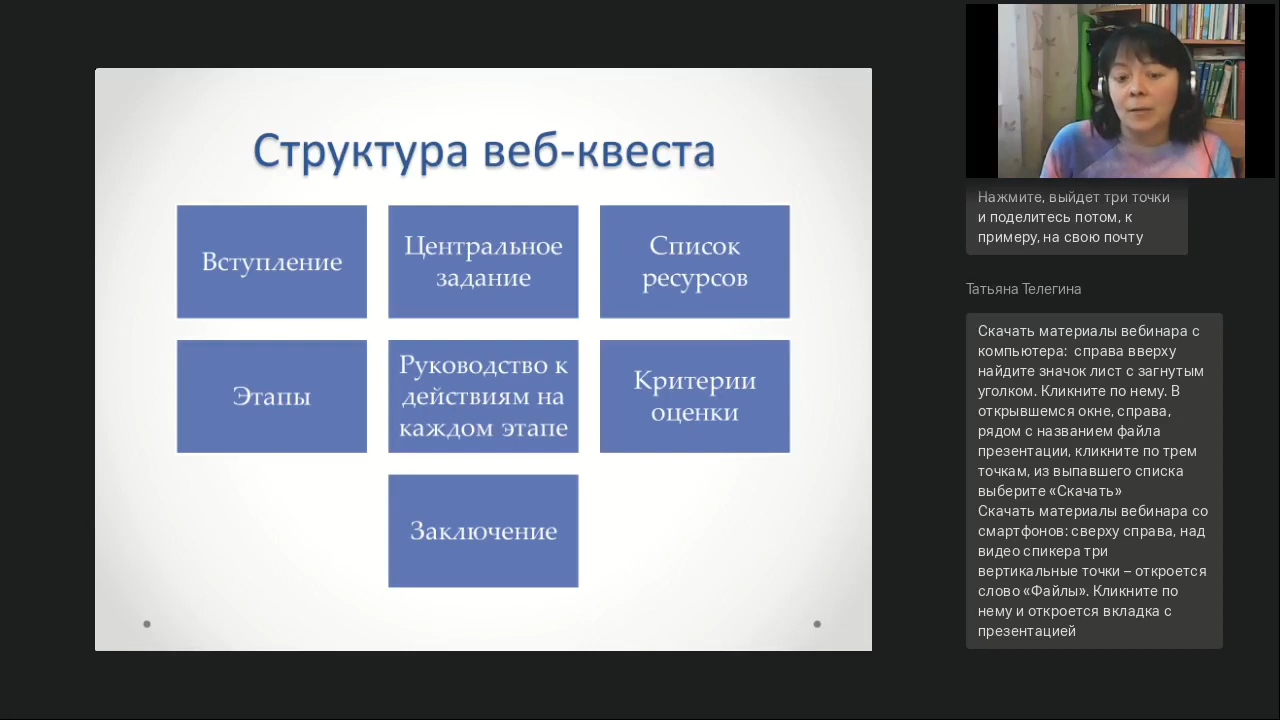 Структура веб-квеста
Вступление
Центральное
задание
Список
ресурсов
Этапы
Руководство к
действиям на
каждом этапе
Критерии
оценки
Заключение
Нажмите, выйдет три точки
и поделитесь потом, к
примеру, на свою почту
Татьяна Телегина
Скачать материалы вебинара с
компьютера:  справа вверху
найдите значок лист с загнутым
уголком. Кликните по нему. В
открывшемся окне, справа,
рядом с названием файла
презентации, кликните по трем
точкам, из выпавшего списка
выберите «Скачать»
Скачать материалы вебинара со
смартфонов: сверху справа, над
видео спикера три
вертикальные точки – откроется
слово «Файлы». Кликните по
нему и откроется вкладка с
презентацией